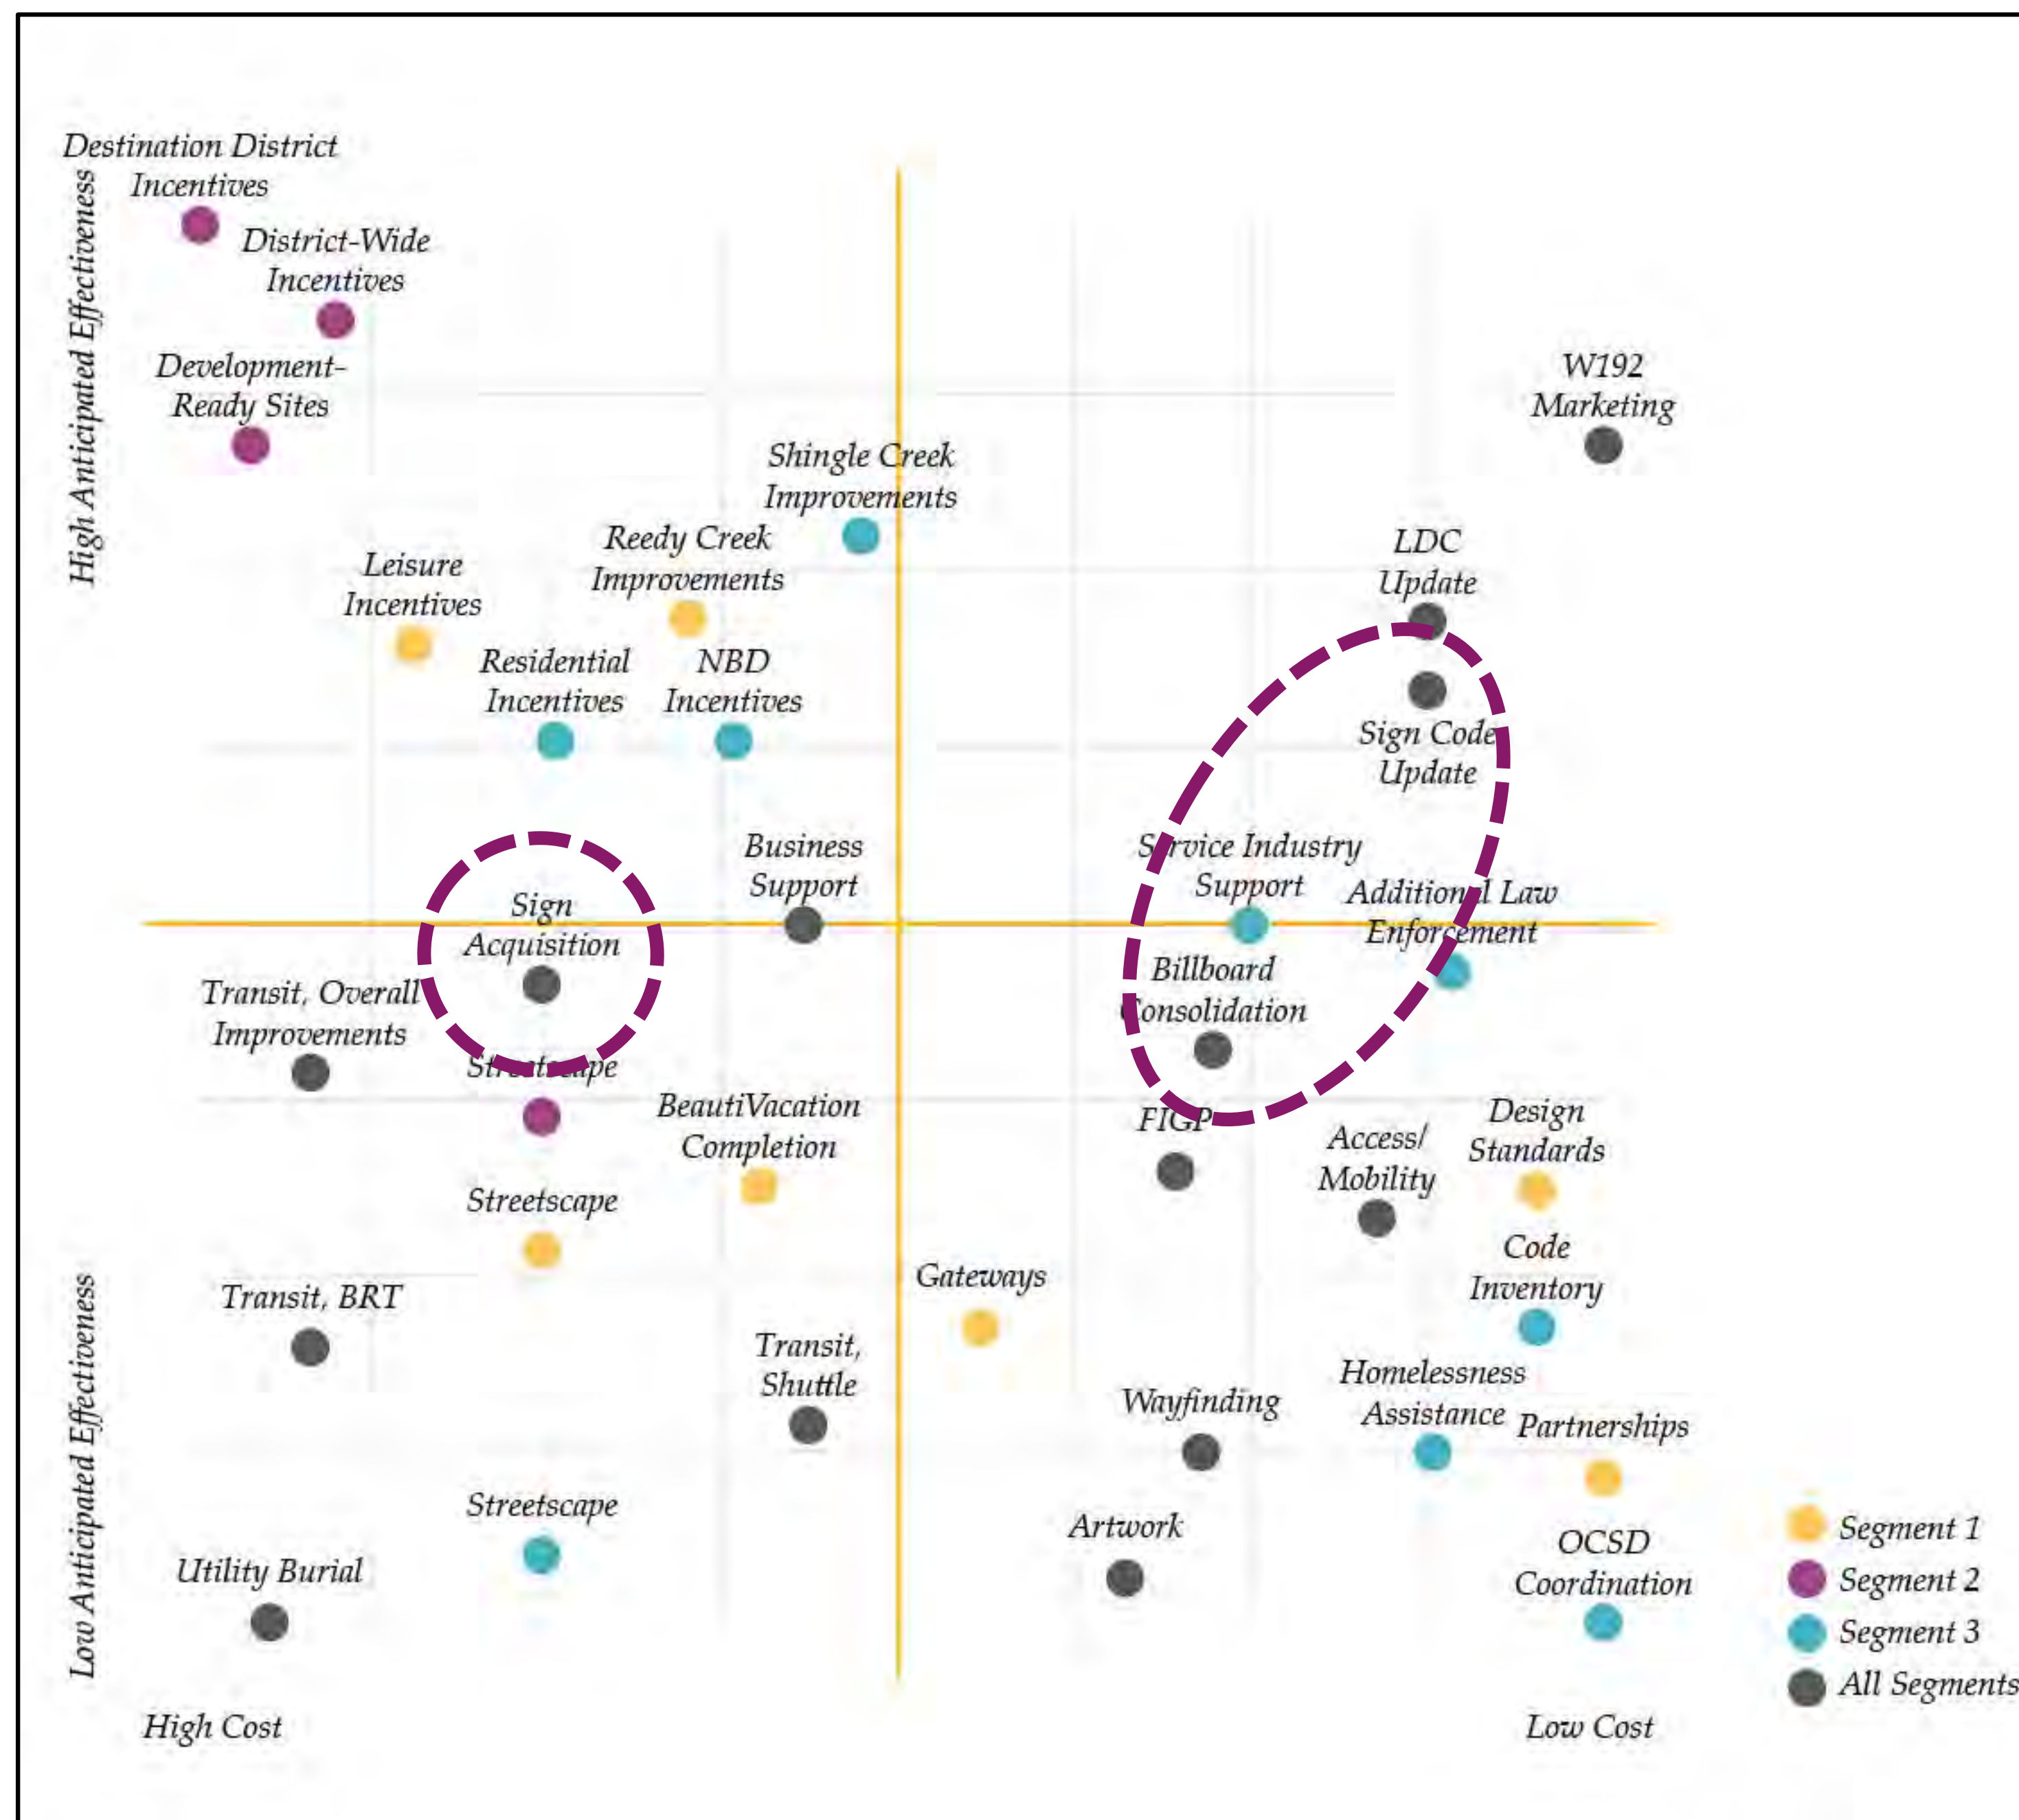 Destination District
Incentives
District-Wide
Incentives
Development-
Ready Sites
High Anticipated Effectiveness
W192
Marketing
Shingle Creek
Improvements
Reedy Creek
Improvements
Leisure
Incentives
LDC
Update
Residential
Incentives
NBD
Incentives
Sign Code
Update
Business
Support
Service Industry
Support
Additional Law
Enforcement
Sign
Acquisition
Billboard
Consolidation
Transit, Overall
Improvements
Streetscape
BeautiVacation
Completion
FIGP
Access/
Mobility
Design
Standards
Streetscape
Code
Inventory
Gateways
Transit, BRT
Transit,
Shuttle
Homelessness
Assistance
Wayfinding
Partnerships
Low Anticipated Effectiveness
Streetscape
Artwork
OCSD
Coordination
Utility Burial
Segment 1
Segment 2
Segment 3
All Segments
High Cost
Low Cost